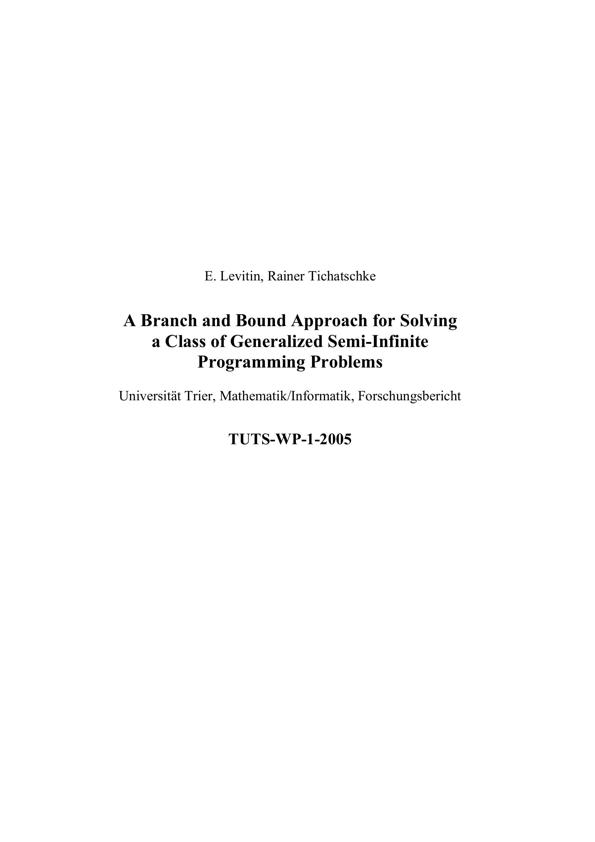 E. Levitin, Rainer Tichatschke
A Branch and Bound Approach for Solving
a Class of Generalized Semi-Infinite
Programming Problems
Universität Trier, Mathematik/Informatik, Forschungsbericht
TUTS-WP-1-2005